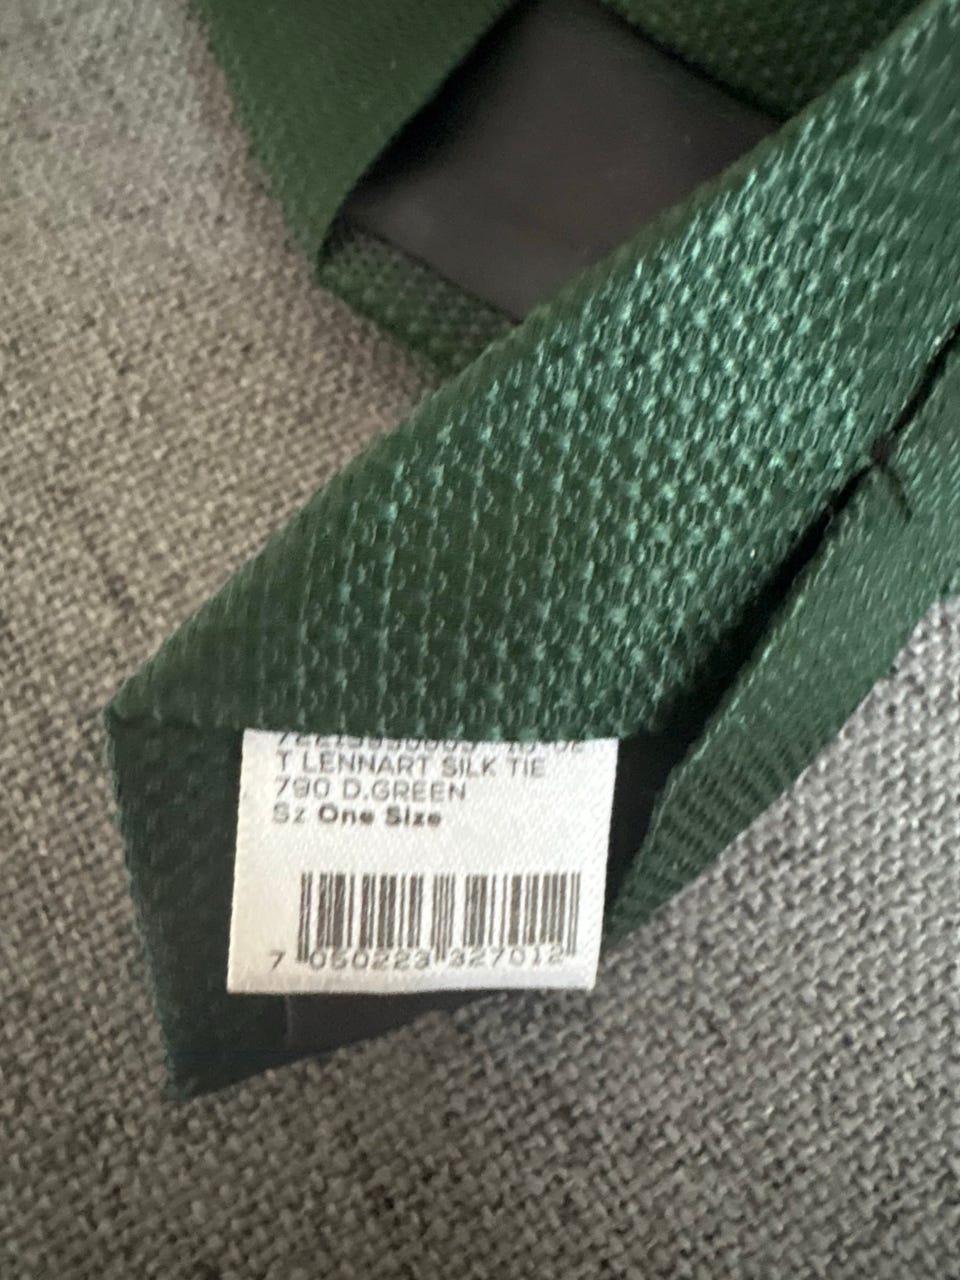 T LENNART SILK TIE
790 D.GREEN
Sz One Size
7 050223 327012